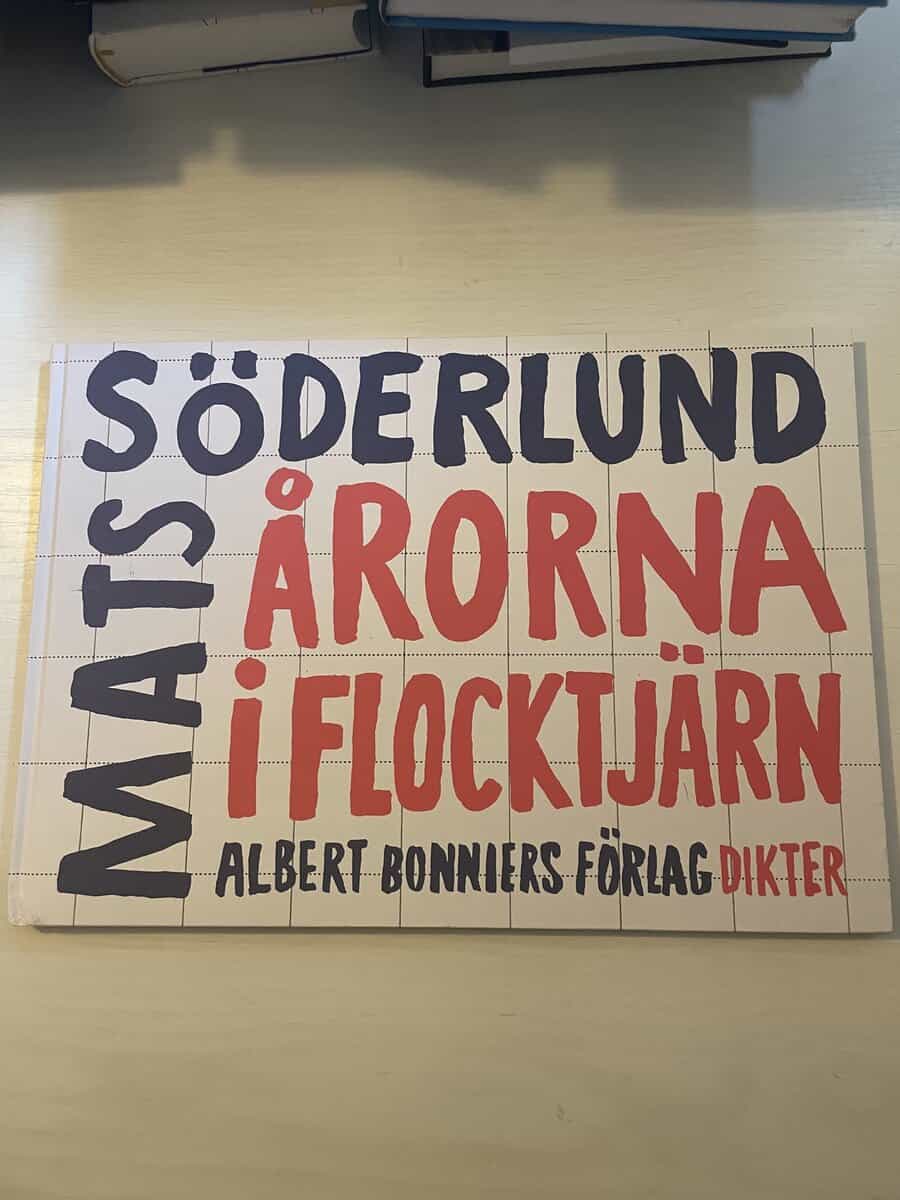 MATS
SÖDERLUND
ÅRORNA
i FLOCKTJÄRN
ALBERT BONNIERS FÖRLAG DIKTER